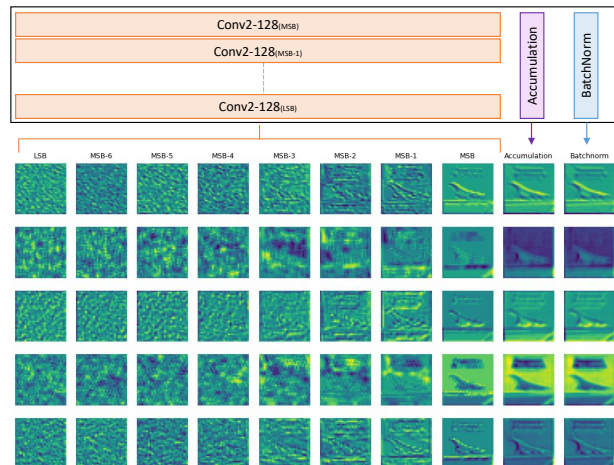 Conv2-128(MSB)
Conv2-128(MSB-1)
Conv2-128(LSB)
Accumulation
BatchNorm
LSB MSB-6 MSB-5 MSB-4 MSB-3 MSB-2 MSB-1 MSB Accumulation Batchnorm